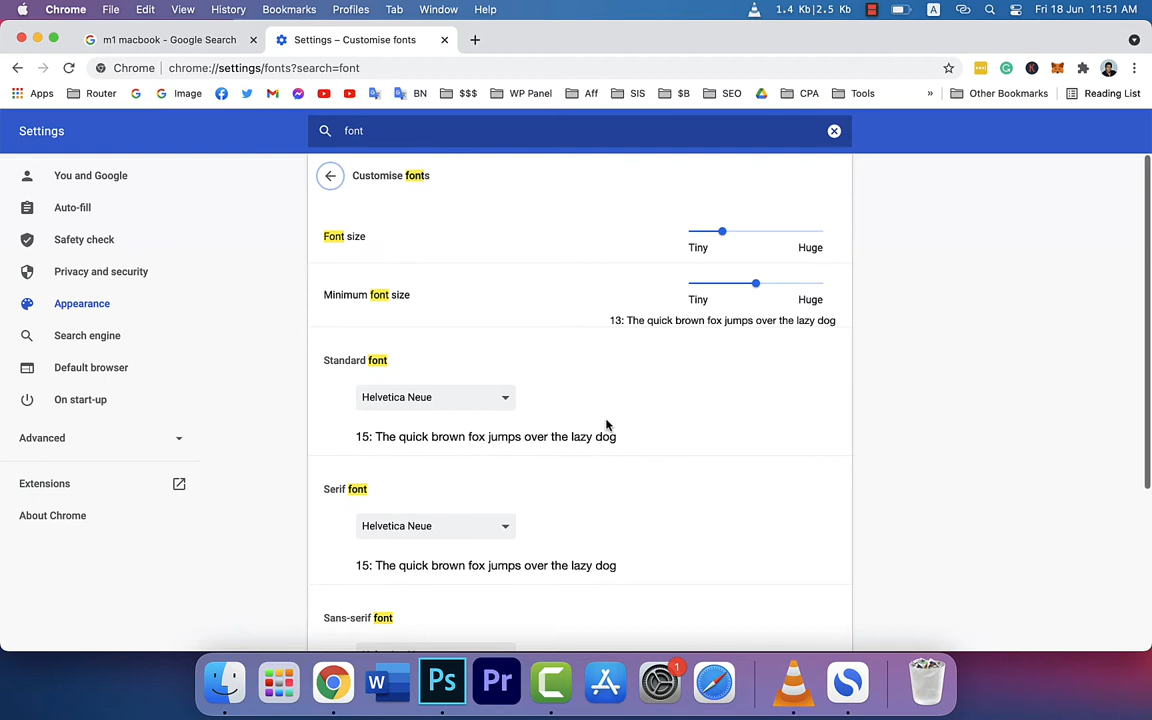 Chrome File Edit View History Bookmarks Profiles Tab Window Help 1.4 Kb|2.5 Kb A Fri 18 Jun 11:51 AM
m1 macbook - Google Search Settings – Customise fonts
Chrome chrome://settings/fonts?search=font
Apps Router Image BN $$$ WP Panel Aff SIS $B SEO CPA Tools » Other Bookmarks Reading List
Settings font
You and Google
Auto-fill
Safety check
Privacy and security
Appearance
Search engine
Default browser
On start-up
Advanced
Extensions
About Chrome
Customise fonts
Font size
Tiny Huge
Minimum font size
Tiny Huge
13: The quick brown fox jumps over the lazy dog
Standard font
Helvetica Neue
15: The quick brown fox jumps over the lazy dog
Serif font
Helvetica Neue
15: The quick brown fox jumps over the lazy dog
Sans-serif font
W Ps Pr C 1